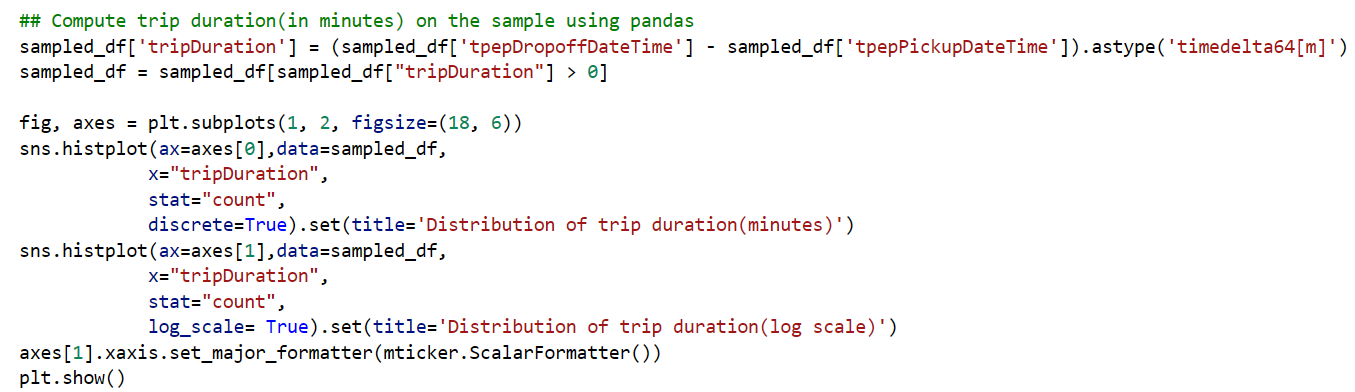 ## Compute trip duration(in minutes) on the sample using pandas
sampled_df['tripDuration'] = (sampled_df['tpepDropoffDateTime'] - sampled_df['tpepPickupDateTime']).astype('timedelta64[m]')
sampled_df = sampled_df[sampled_df["tripDuration"] > 0]

fig, axes = plt.subplots(1, 2, figsize=(18, 6))
sns.histplot(ax=axes[0],data=sampled_df,
            x="tripDuration",
            stat="count",
            discrete=True).set(title='Distribution of trip duration(minutes)')
sns.histplot(ax=axes[1],data=sampled_df,
            x="tripDuration",
            stat="count",
            log_scale= True).set(title='Distribution of trip duration(log scale)')
axes[1].xaxis.set_major_formatter(mticker.ScalarFormatter())
plt.show()